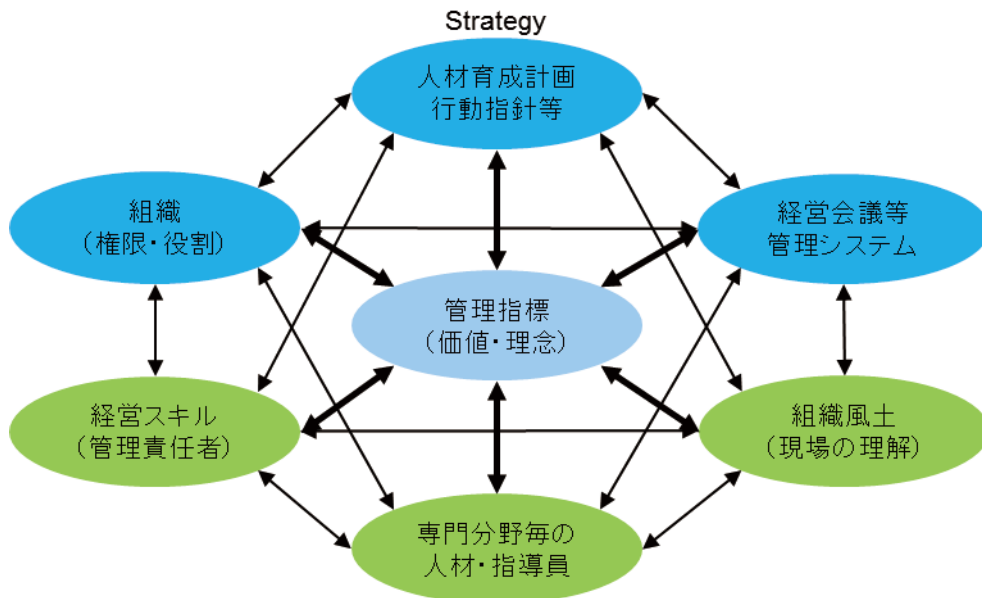 Strategy
人材育成計画
行動指針等
組織
（権限・役割）
経営会議等
管理システム
管理指標
（価値・理念）
経営スキル
（管理責任者）
組織風土
（現場の理解）
専門分野毎の
人材・指導員